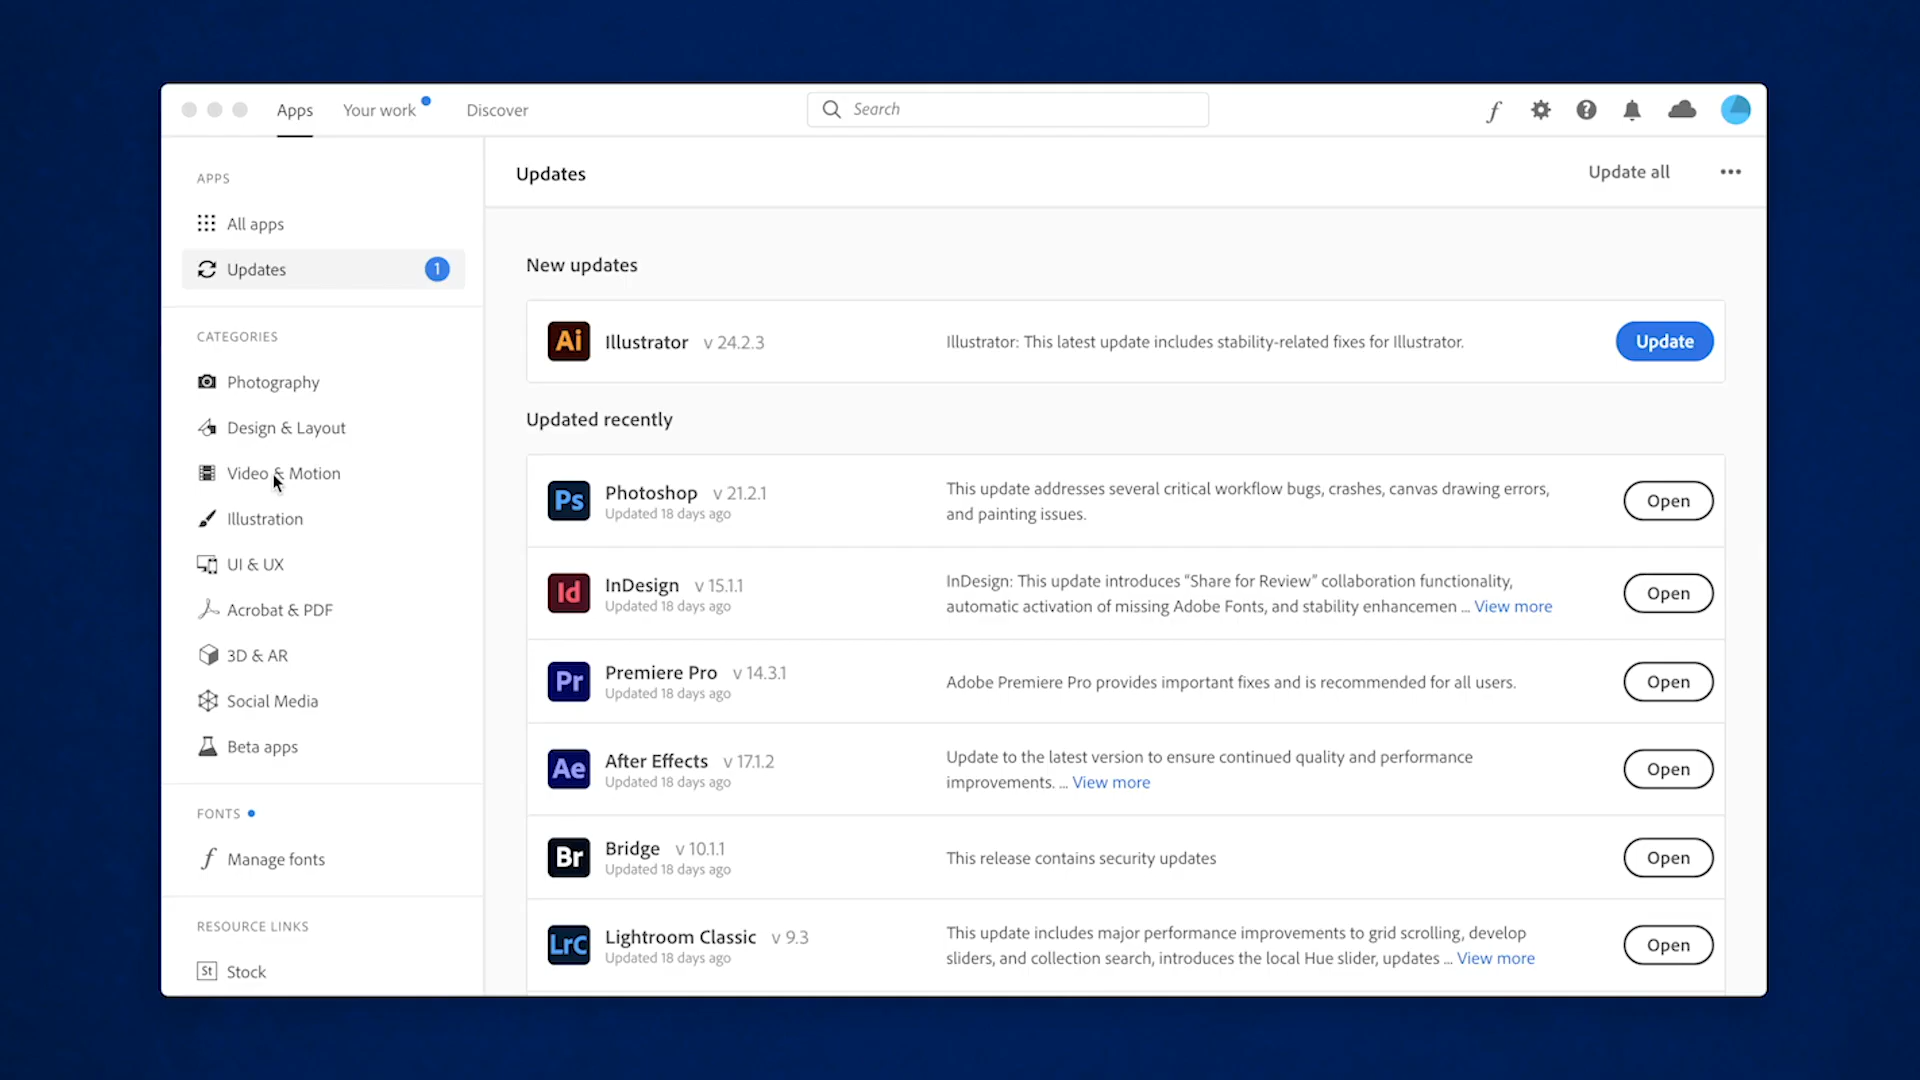 Apps
Your work
Discover
Search
APPS
All apps
Updates
1
CATEGORIES
Photography
Design & Layout
Video & Motion
Illustration
UI & UX
Acrobat & PDF
3D & AR
Social Media
Beta apps
FONTS
Manage fonts
RESOURCE LINKS
St Stock
Updates
Update all
New updates
Ai Illustrator v 24.2.3
Illustrator: This latest update includes stability-related fixes for Illustrator.
Update
Updated recently
Ps Photoshop v 21.2.1
Updated 18 days ago
This update addresses several critical workflow bugs, crashes, canvas drawing errors,
and painting issues.
Open
Id InDesign v 15.1.1
Updated 18 days ago
InDesign: This update introduces “Share for Review” collaboration functionality,
automatic activation of missing Adobe Fonts, and stability enhancemen ... View more
Open
Pr Premiere Pro v 14.3.1
Updated 18 days ago
Adobe Premiere Pro provides important fixes and is recommended for all users.
Open
Ae After Effects v 17.1.2
Updated 18 days ago
Update to the latest version to ensure continued quality and performance
improvements. ... View more
Open
Br Bridge v 10.1.1
Updated 18 days ago
This release contains security updates
Open
LrC Lightroom Classic v 9.3
Updated 18 days ago
This update includes major performance improvements to grid scrolling, develop
sliders, and collection search, introduces the local Hue slider, updates ... View more
Open